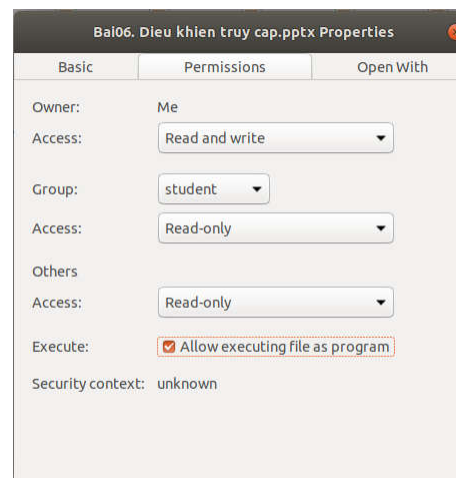 Bai06. Dieu khien truy cap.pptx Properties
Basic Permissions Open With
Owner: Me
Access: Read and write
Group: student
Access: Read-only
Others
Access: Read-only
Execute: Allow executing file as program
Security context: unknown